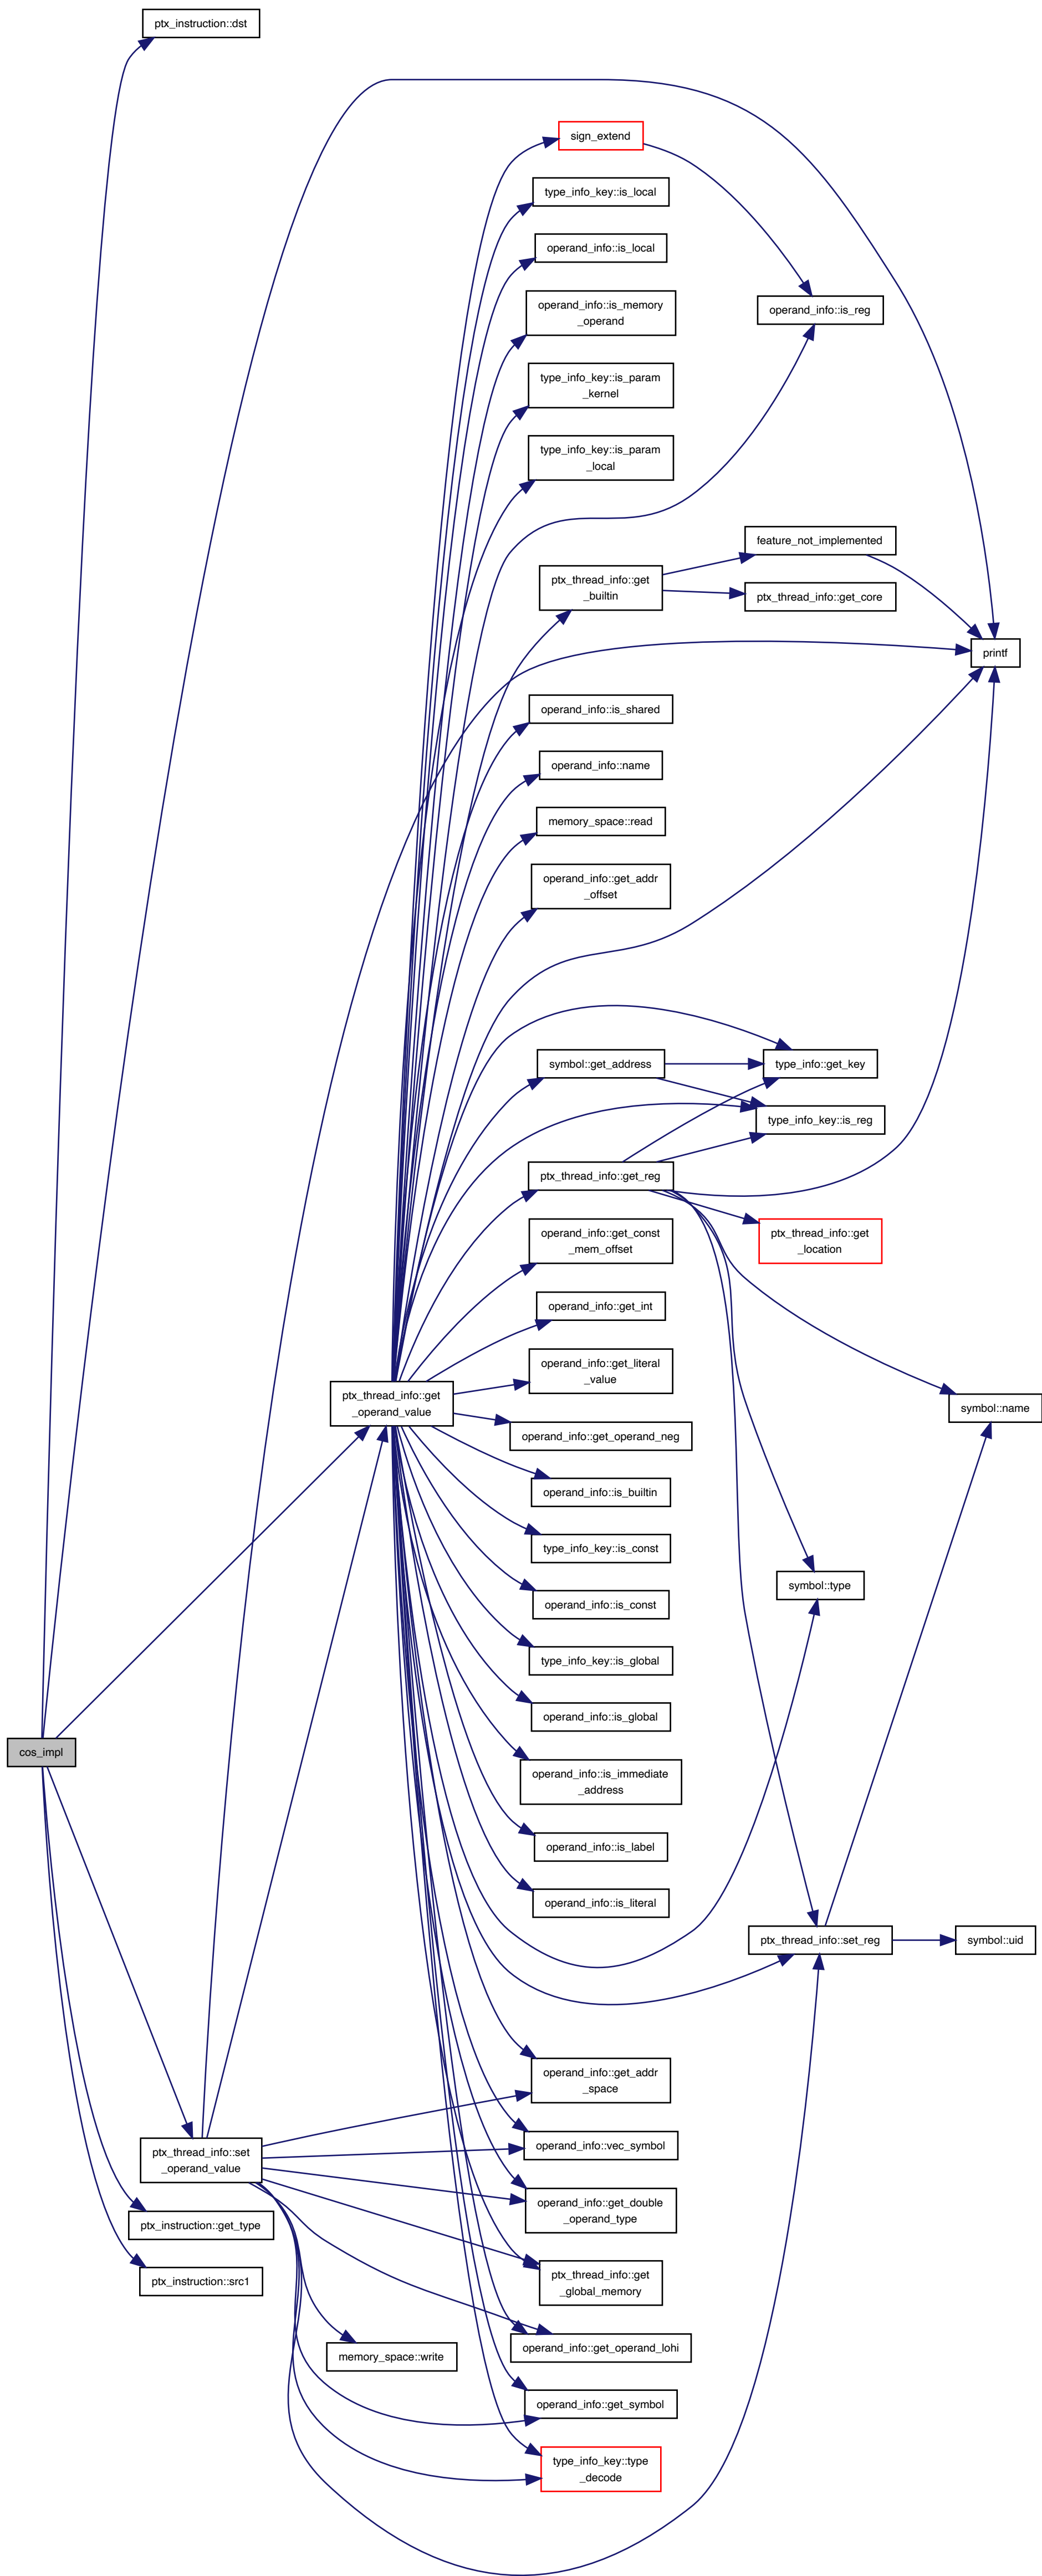 ptx_instruction::dst
sign_extend
type_info_key::is_local
operand_info::is_local
operand_info::is_memory
_operand
operand_info::is_reg
type_info_key::is_param
_kernel
type_info_key::is_param
_local
feature_not_implemented
ptx_thread_info::get
_builtin
ptx_thread_info::get_core
printf
operand_info::is_shared
operand_info::name
memory_space::read
operand_info::get_addr
_offset
symbol::get_address
type_info::get_key
type_info_key::is_reg
ptx_thread_info::get_reg
ptx_thread_info::get
_location
operand_info::get_const
_mem_offset
operand_info::get_int
operand_info::get_literal
_value
ptx_thread_info::get
_operand_value
symbol::name
operand_info::get_operand_neg
operand_info::is_builtin
type_info_key::is_const
symbol::type
operand_info::is_const
type_info_key::is_global
operand_info::is_global
cos_impl
operand_info::is_immediate
_address
operand_info::is_label
operand_info::is_literal
ptx_thread_info::set_reg
symbol::uid
operand_info::get_addr
_space
ptx_thread_info::set
_operand_value
operand_info::vec_symbol
ptx_instruction::get_type
operand_info::get_double
_operand_type
ptx_instruction::src1
ptx_thread_info::get
_global_memory
memory_space::write
operand_info::get_operand_lohi
operand_info::get_symbol
type_info_key::type
_decode